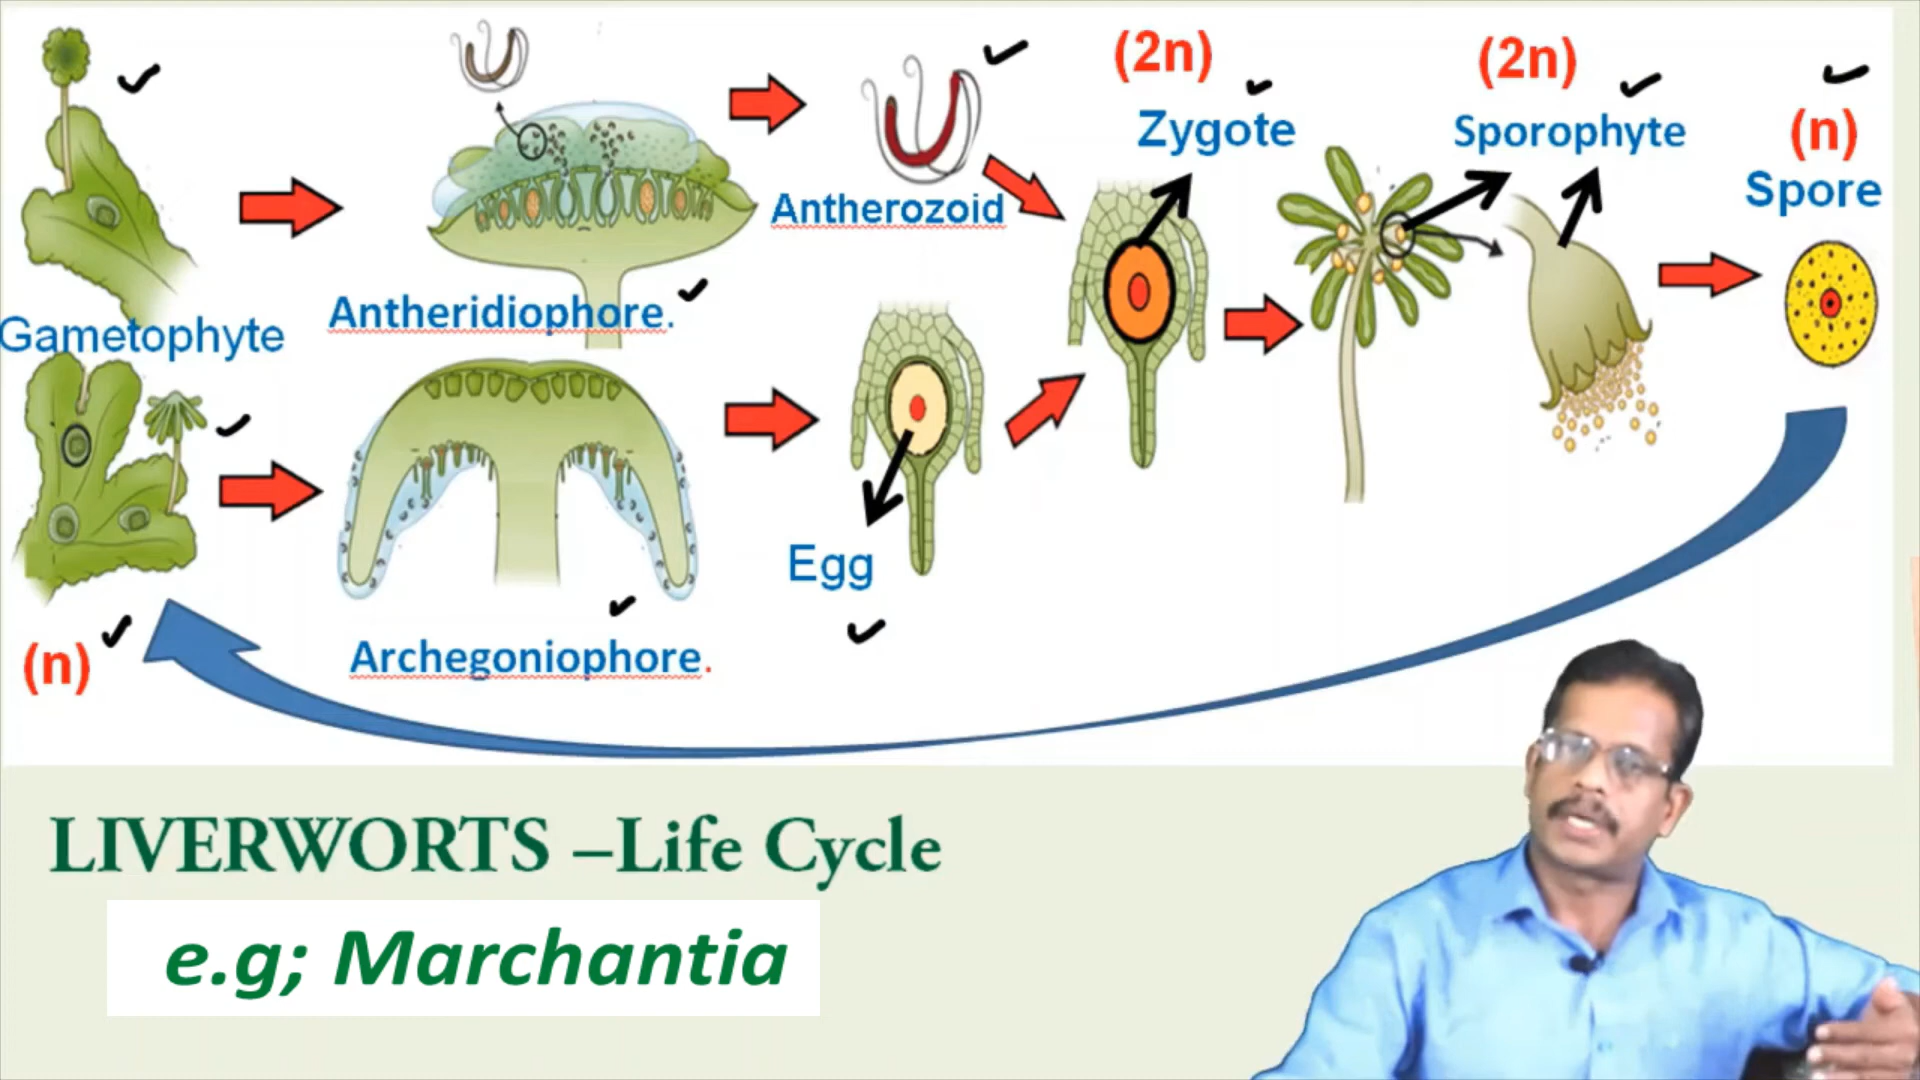 (2n)
(2n)
Zygote
Sporophyte
(n)
Spore
Antherozoid
Antheridiophore.
Gametophyte
Egg
Archegoniophore.
(n)
LIVERWORTS –Life Cycle
e.g; Marchantia